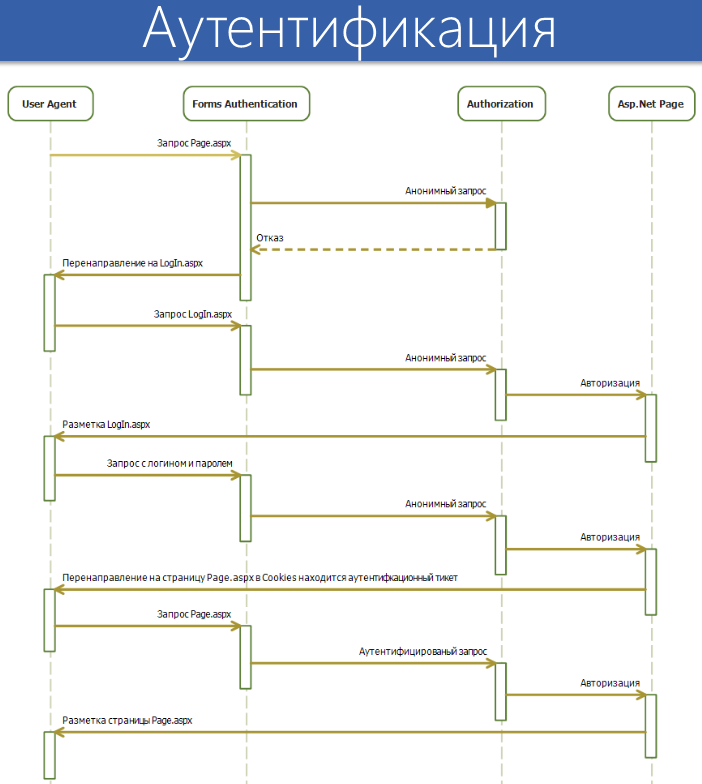 Аутентификация
User Agent
Forms Authentication
Authorization
Asp.Net Page
Запрос Page.aspx
Анонимный запрос
Отказ
Перенаправление на LogIn.aspx
Запрос LogIn.aspx
Анонимный запрос
Авторизация
Разметка LogIn.aspx
Запрос с логином и паролем
Анонимный запрос
Авторизация
Перенаправление на страницу Page.aspx в Cookies находится аутентифкационный тикет
Запрос Page.aspx
Аутентифицированый запрос
Авторизация
Разметка страницы Page.aspx